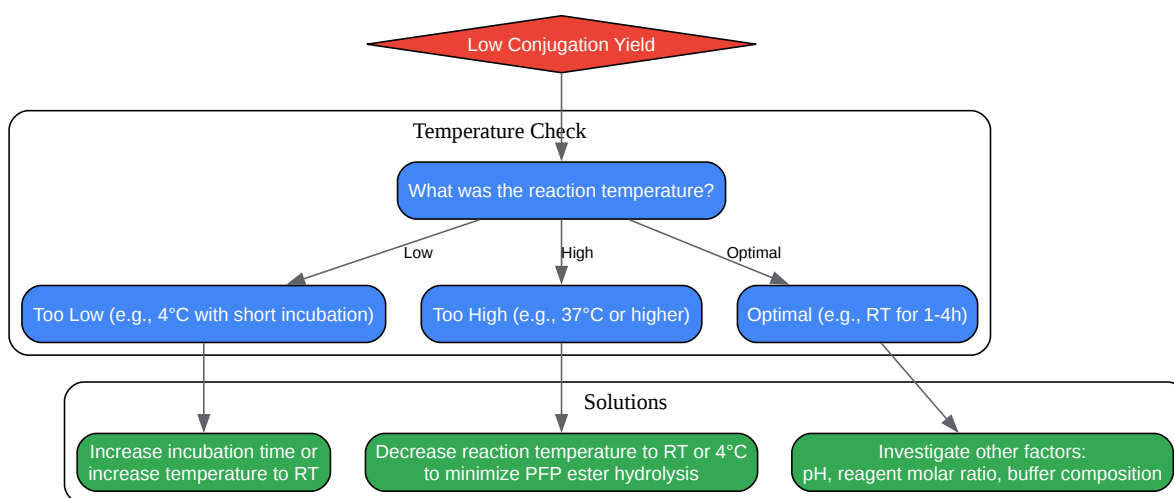 Low Conjugation Yield
Temperature Check
What was the reaction temperature?
Low
High
Optimal
Too Low (e.g., 4°C with short incubation)
Too High (e.g., 37°C or higher)
Optimal (e.g., RT for 1-4h)
Solutions
Increase incubation time or
increase temperature to RT
Decrease reaction temperature to RT or 4°C
to minimize PFP ester hydrolysis
Investigate other factors:
pH, reagent molar ratio, buffer composition